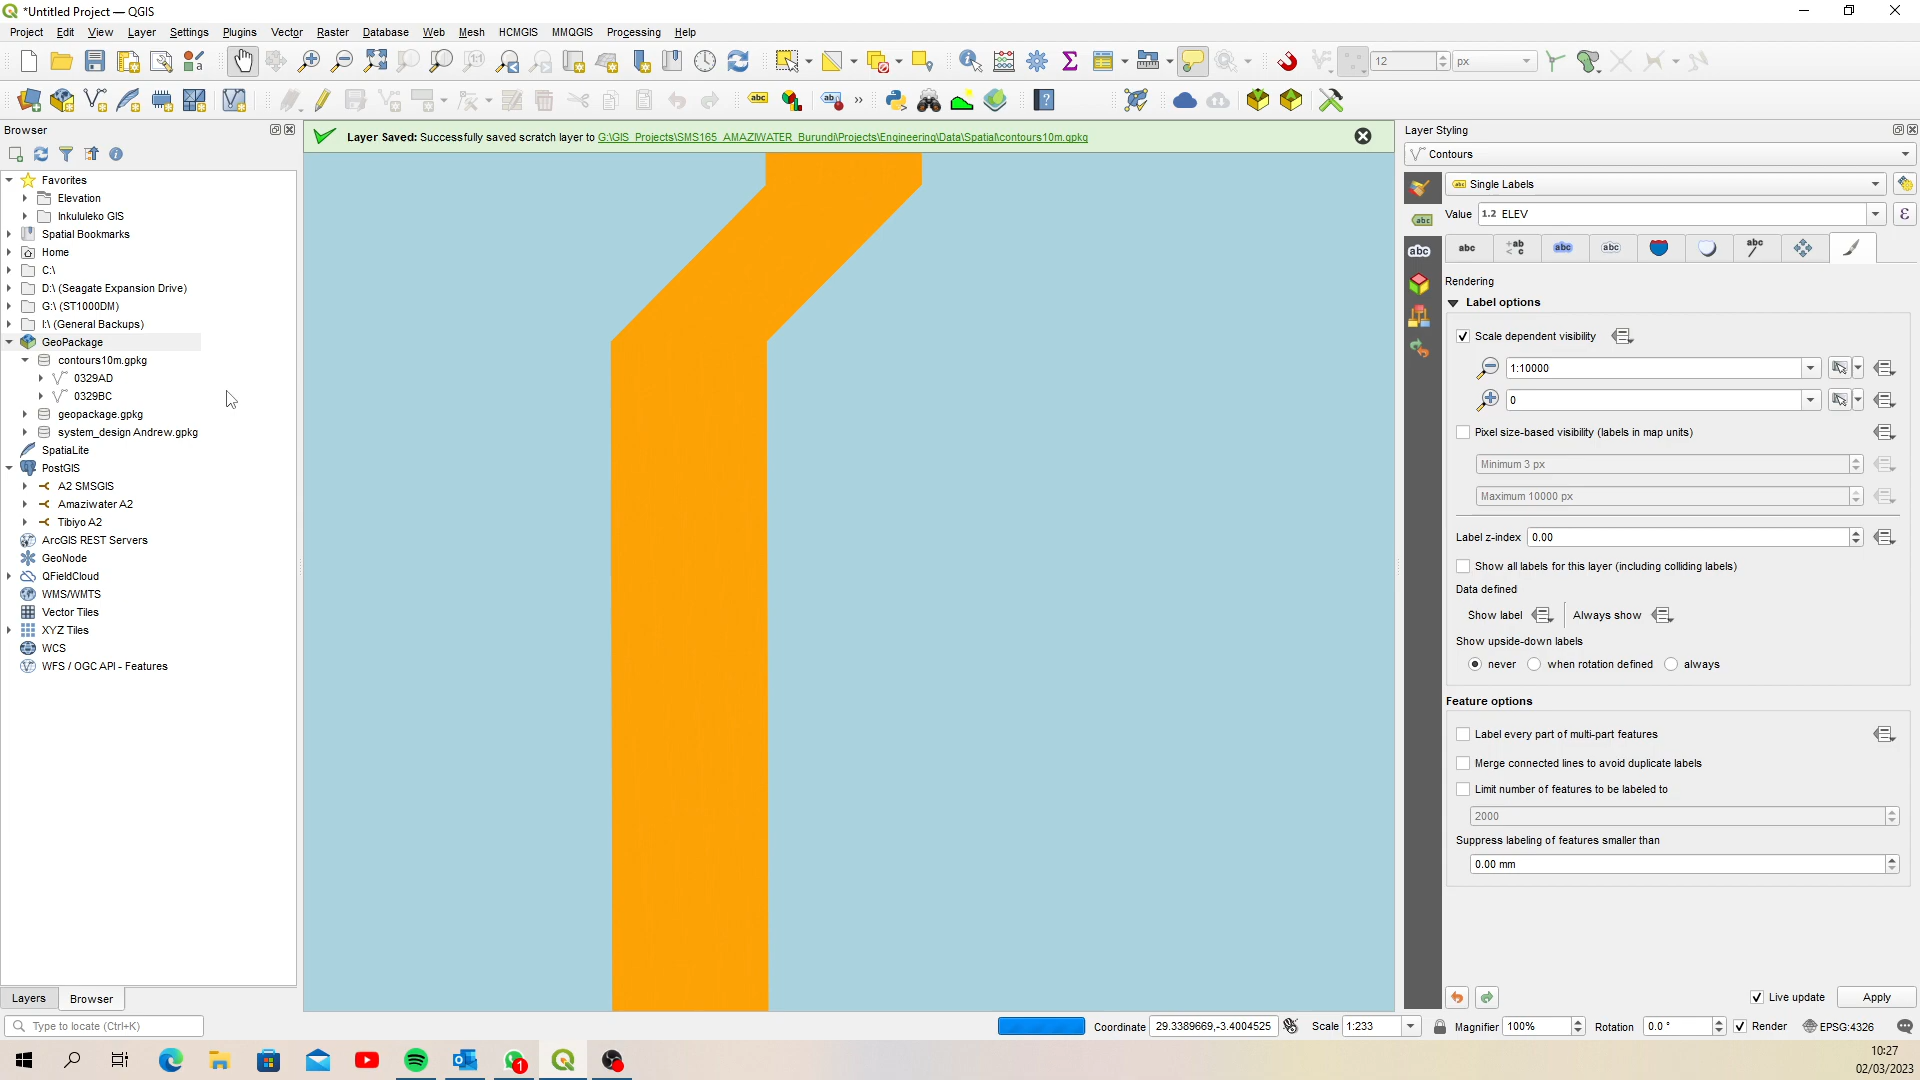 *Untitled Project — QGIS
Project Edit View Layer Settings Plugins Vector Raster Database Web Mesh HCMGIS MMQGIS Processing Help
12 px
abc abc »
Browser
Layer Saved: Successfully saved scratch layer to G:\GIS_Projects\SMS165_AMAZIWATER_Burundi\Projects\Engineering\Data\Spatial\contours10m.gpkg
Layer Styling
Contours
Favorites
Elevation
Inkululeko GIS
Spatial Bookmarks
Home
C:\
D:\ (Seagate Expansion Drive)
G:\ (ST1000DM)
I:\ (General Backups)
GeoPackage
contours10m.gpkg
0329AD
0329BC
geopackage.gpkg
system_design Andrew.gpkg
SpatiaLite
PostGIS
A2 SMSGIS
Amaziwater A2
Tibiyo A2
ArcGIS REST Servers
GeoNode
QFieldCloud
WMS/WMTS
Vector Tiles
XYZ Tiles
WCS
WFS / OGC API - Features
Single Labels
Value 1.2 ELEV
Rendering
Label options
Scale dependent visibility
1:10000
0
Pixel size-based visibility (labels in map units)
Minimum 3 px
Maximum 10000 px
Label z-index 0.00
Show all labels for this layer (including colliding labels)
Data defined
Show label Always show
Show upside-down labels
never when rotation defined always
Feature options
Label every part of multi-part features
Merge connected lines to avoid duplicate labels
Limit number of features to be labeled to
2000
Suppress labeling of features smaller than
0.00 mm
Live update Apply
Layers Browser
Type to locate (Ctrl+K)
Coordinate 29.3389669,-3.4004525 Scale 1:233 Magnifier 100% Rotation 0.0 ° Render EPSG:4326
1
10:27
02/03/2023